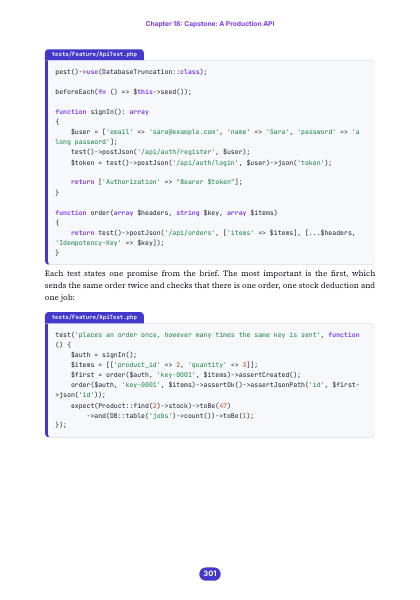 Chapter 18: Capstone: A Production API
tests/Feature/ApiTest.php
pest()->use(DatabaseTruncation::class);
beforeEach(fn () => $this->seed());
function signIn(): array
{
$user = ['email' => 'sara@example.com', 'name' => 'Sara', 'password' => 'a
long password'];
test()->postJson('/api/auth/register', $user);
$token = test()->postJson('/api/auth/login', $user)->json('token');
return ['Authorization' => "Bearer $token"];
}
function order(array $headers, string $key, array $items)
{
return test()->postJson('/api/orders', ['items' => $items], [...$headers,
'Idempotency-Key' => $key]);
}
Each test states one promise from the brief. The most important is the first, which
sends the same order twice and checks that there is one order, one stock deduction and
one job:
tests/Feature/ApiTest.php
test('places an order once, however many times the same key is sent', function
() {
$auth = signIn();
$items = [['product_id' => 2, 'quantity' => 3]];
$first = order($auth, 'key-0001', $items)->assertCreated();
order($auth, 'key-0001', $items)->assertOk()->assertJsonPath('id', $first-
>json('id'));
expect(Product::find(2)->stock)->toBe(47)
->and(DB::table('jobs')->count())->toBe(1);
});
301